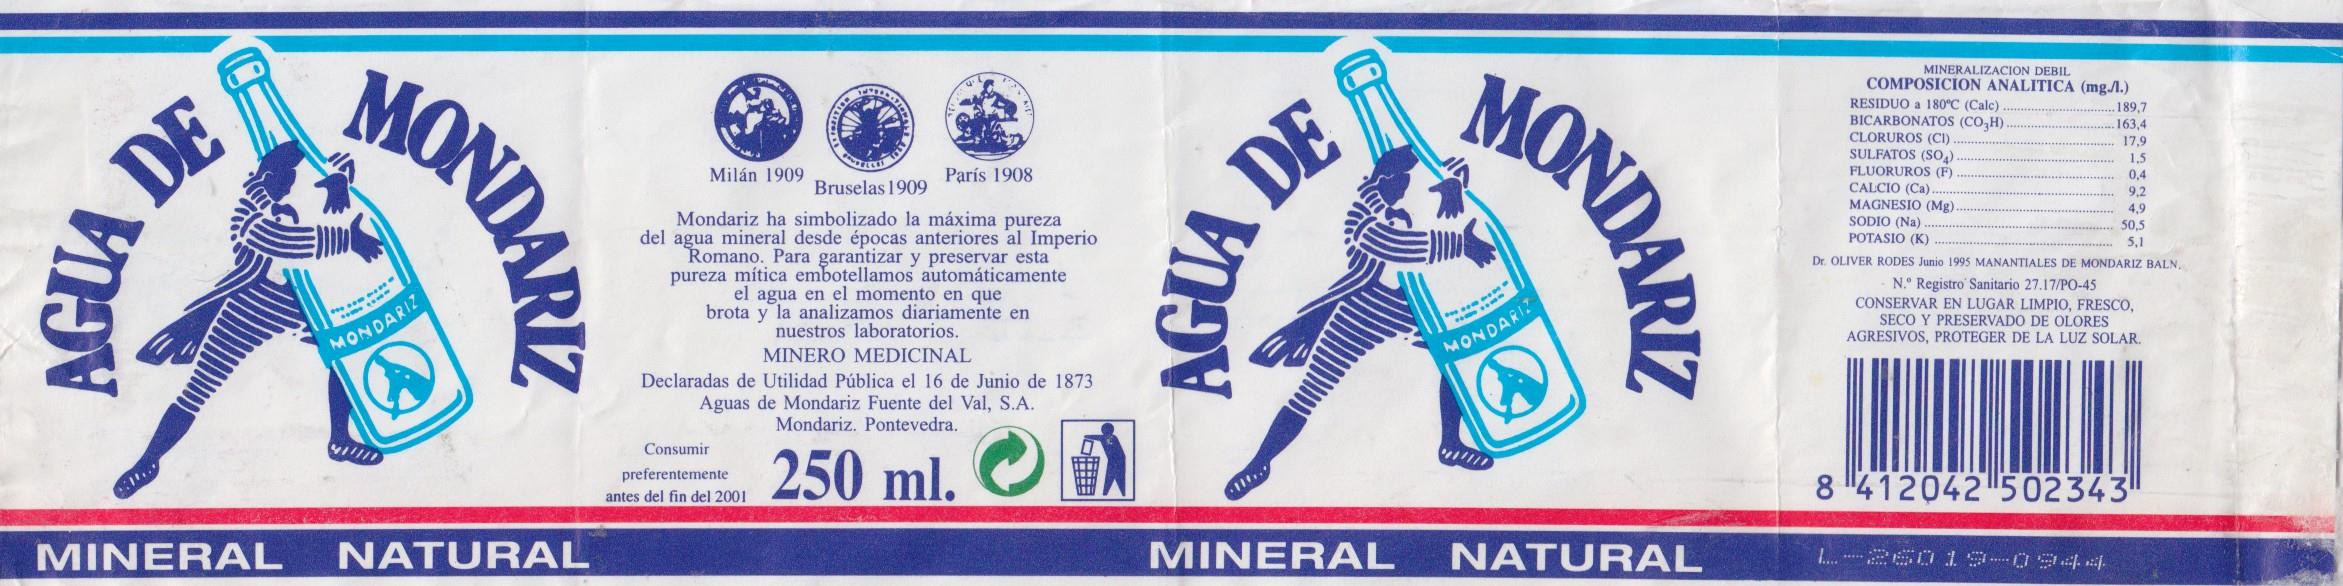 AGUA DE MONDARIZ
MONDARIZ
MINERAL NATURAL
Milán 1909
Bruselas 1909
París 1908
Mondariz ha simbolizado la máxima pureza
del agua mineral desde épocas anteriores al Imperio
Romano. Para garantizar y preservar esta
pureza mítica embotellamos automáticamente
el agua en el momento en que
brota y la analizamos diariamente en
nuestros laboratorios.
MINERO MEDICINAL
Declaradas de Utilidad Pública el 16 de Junio de 1873
Aguas de Mondariz Fuente del Val, S.A.
Mondariz. Pontevedra.
Consumir
preferentemente
antes del fin del 2001
250 ml.
AGUA DE MONDARIZ
MONDARIZ
MINERAL NATURAL
MINERALIZACION DEBIL
COMPOSICION ANALITICA (mg./l.)
RESIDUO a 180ºC (Calc) 189,7
BICARBONATOS (CO3H) 163,4
CLORUROS (Cl) 17,9
SULFATOS (SO4) 1,5
FLUORUROS (F) 0,4
CALCIO (Ca) 9,2
MAGNESIO (Mg) 4,9
SODIO (Na) 50,5
POTASIO (K) 5,1
Dr. OLIVER RODES Junio 1995 MANANTIALES DE MONDARIZ BALN.
N.º Registro Sanitario 27.17/PO-45
CONSERVAR EN LUGAR LIMPIO, FRESCO,
SECO Y PRESERVADO DE OLORES
AGRESIVOS, PROTEGER DE LA LUZ SOLAR.
8 412042 502343
L-26019-0944